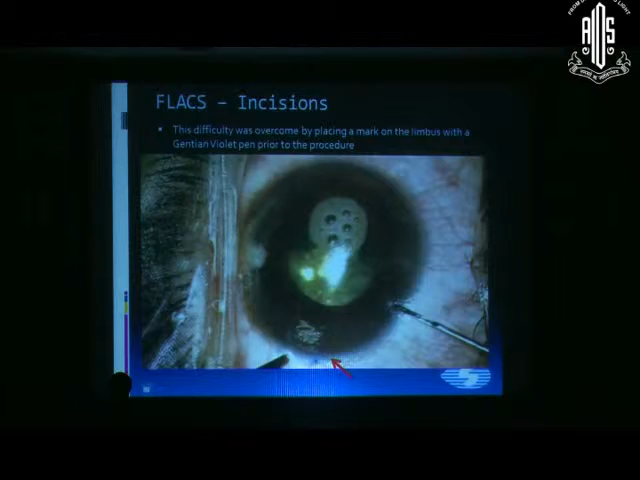 AIOS
FLACS – Incisions
This difficulty was overcome by placing a mark on the limbus with a
Gentian Violet pen prior to the procedure